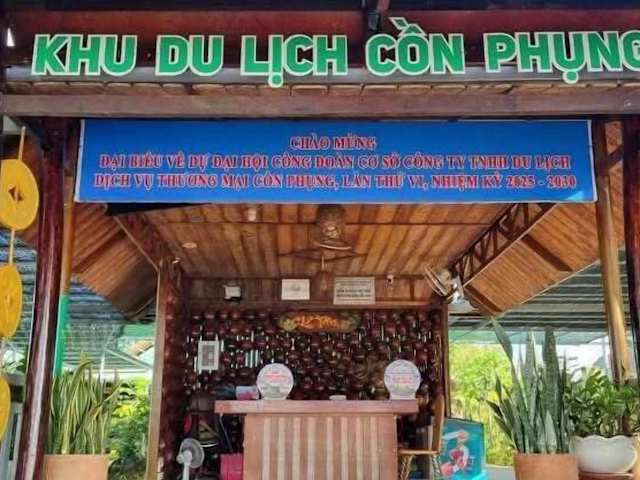 KHU DU LỊCH CỒN PHỤNG
CHÀO MỪNG
ĐẠI BIỂU VỀ DỰ ĐẠI HỘI CÔNG ĐOÀN CƠ SỞ CÔNG TY TNHH DU LỊCH
DỊCH VỤ THƯƠNG MẠI CỒN PHỤNG, LẦN THỨ VI, NHIỆM KỲ 2025 - 2030